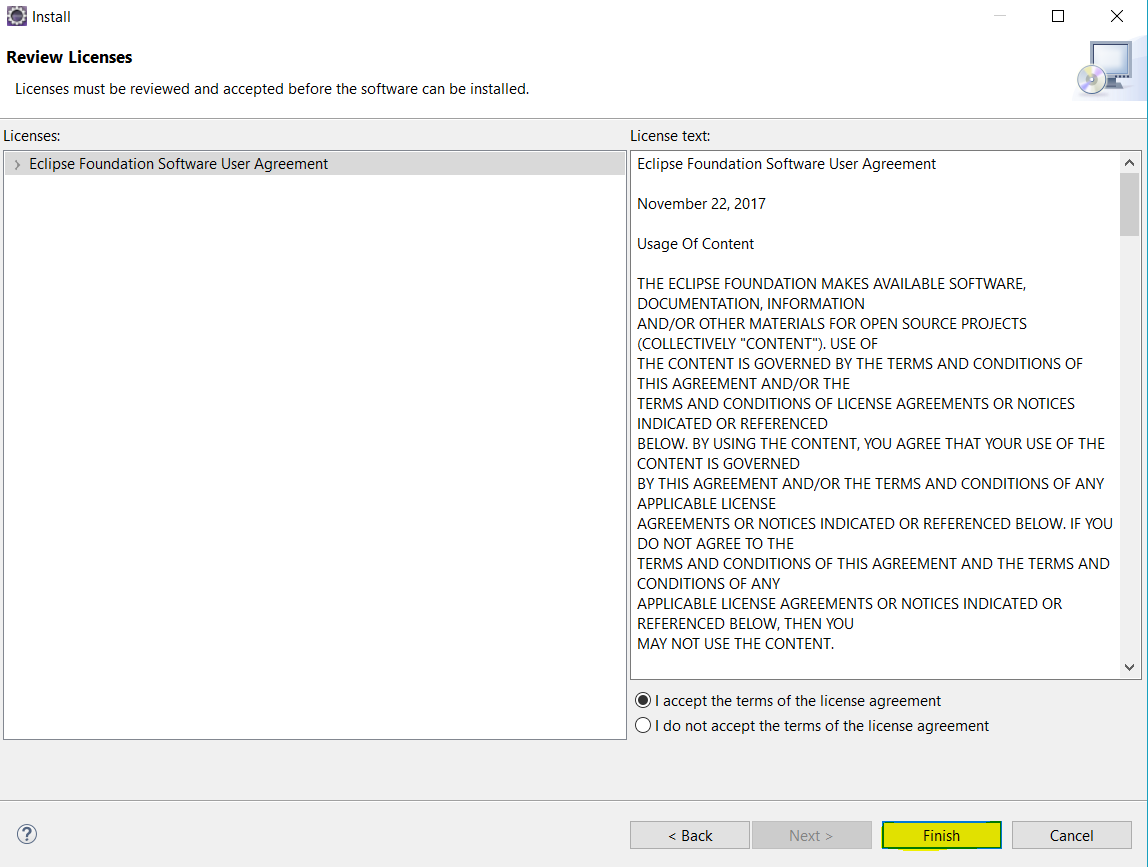 Install
Review Licenses
Licenses must be reviewed and accepted before the software can be installed.
Licenses:
Eclipse Foundation Software User Agreement
License text:
Eclipse Foundation Software User Agreement
November 22, 2017
Usage Of Content
THE ECLIPSE FOUNDATION MAKES AVAILABLE SOFTWARE,
DOCUMENTATION, INFORMATION
AND/OR OTHER MATERIALS FOR OPEN SOURCE PROJECTS
(COLLECTIVELY "CONTENT"). USE OF
THE CONTENT IS GOVERNED BY THE TERMS AND CONDITIONS OF
THIS AGREEMENT AND/OR THE
TERMS AND CONDITIONS OF LICENSE AGREEMENTS OR NOTICES
INDICATED OR REFERENCED
BELOW. BY USING THE CONTENT, YOU AGREE THAT YOUR USE OF THE
CONTENT IS GOVERNED
BY THIS AGREEMENT AND/OR THE TERMS AND CONDITIONS OF ANY
APPLICABLE LICENSE
AGREEMENTS OR NOTICES INDICATED OR REFERENCED BELOW. IF YOU
DO NOT AGREE TO THE
TERMS AND CONDITIONS OF THIS AGREEMENT AND THE TERMS AND
CONDITIONS OF ANY
APPLICABLE LICENSE AGREEMENTS OR NOTICES INDICATED OR
REFERENCED BELOW, THEN YOU
MAY NOT USE THE CONTENT.
I accept the terms of the license agreement
I do not accept the terms of the license agreement
?
< Back
Next >
Finish
Cancel